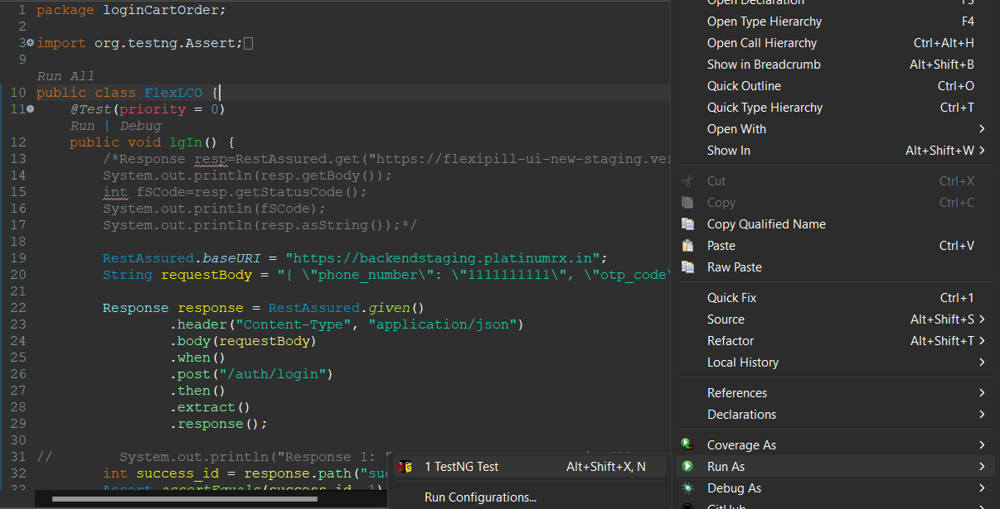 1 package loginCartOrder;
2
3 import org.testng.Assert;
9
Run All
10 public class FlexLCO {
11 @Test(priority = 0)
Run | Debug
12 public void lgIn() {
13 /*Response resp=RestAssured.get("https://flexipill-ui-new-staging.ver
14 System.out.println(resp.getBody());
15 int fSCode=resp.getStatusCode();
16 System.out.println(fSCode);
17 System.out.println(resp.asString());*/
18
19 RestAssured.baseURI = "https://backendstaging.platinumrx.in";
20 String requestBody = "{ \"phone_number\": \"1111111111\", \"otp_code\
21
22 Response response = RestAssured.given()
23 .header("Content-Type", "application/json")
24 .body(requestBody)
25 .when()
26 .post("/auth/login")
27 .then()
28 .extract()
29 .response();
30
31 // System.out.println("Response 1: "
32 int success_id = response.path("suc
33 Assert.assertEquals(success_id, 1)
Open Declaration F3
Open Type Hierarchy F4
Open Call Hierarchy Ctrl+Alt+H
Show in Breadcrumb Alt+Shift+B
Quick Outline Ctrl+O
Quick Type Hierarchy Ctrl+T
Open With
Show In Alt+Shift+W
Cut Ctrl+X
Copy Ctrl+C
Copy Qualified Name
Paste Ctrl+V
Raw Paste
Quick Fix Ctrl+1
Source Alt+Shift+S
Refactor Alt+Shift+T
Local History
References
Declarations
Coverage As
Run As
Debug As
GitHub
1 TestNG Test Alt+Shift+X, N
Run Configurations...